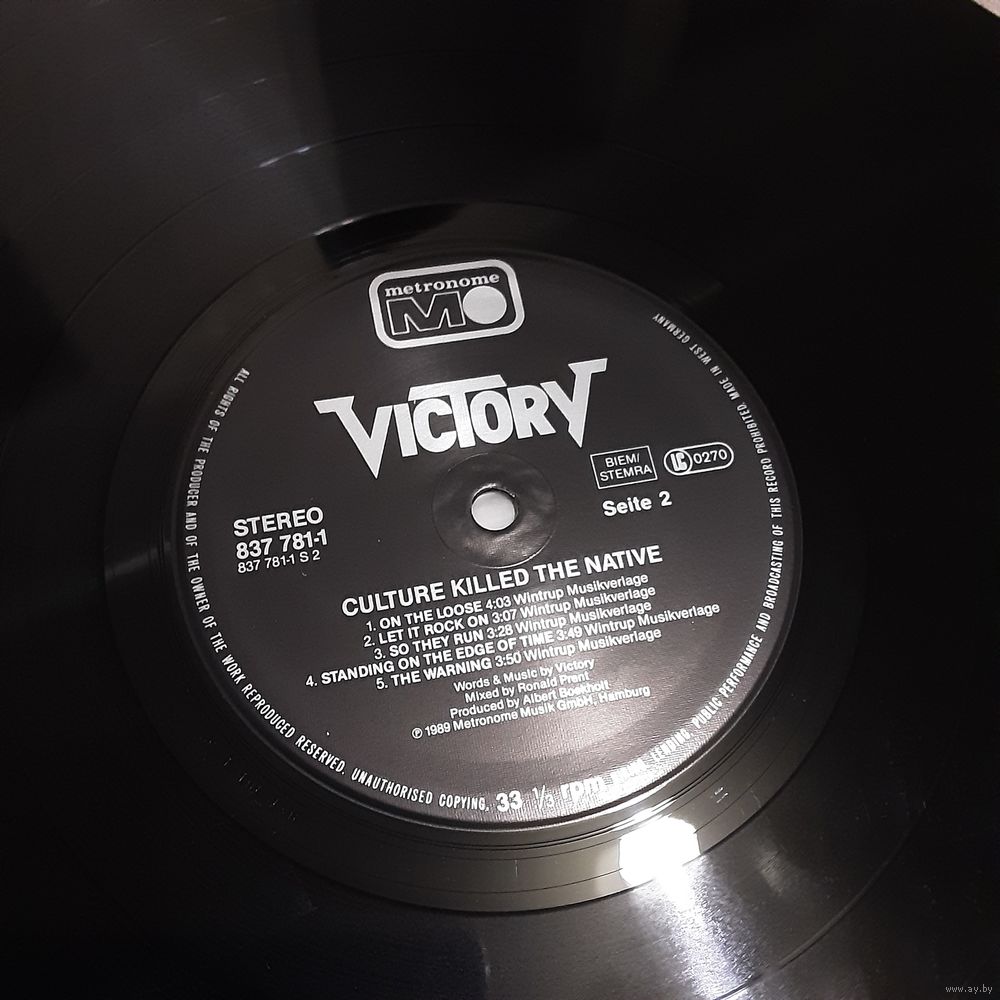 metronome
MO
VICTORY
BIEM/
STEMRA
LC 0270
Seite 2
STEREO
837 781-1
837 781-1 S 2
CULTURE KILLED THE NATIVE
1. ON THE LOOSE 4:03 Wintrup Musikverlage
2. LET IT ROCK ON 3:07 Wintrup Musikverlage
3. SO THEY RUN 3:28 Wintrup Musikverlage
4. STANDING ON THE EDGE OF TIME 3:49 Wintrup Musikverlage
5. THE WARNING 3:50 Wintrup Musikverlage
Words & Music by Victory
Mixed by Ronald Prent
Produced by Albert Boekholt
℗ 1989 Metronome Musik GmbH, Hamburg
ALL RIGHTS OF THE PRODUCER AND OF THE OWNER OF THE WORK REPRODUCED RESERVED. UNAUTHORISED COPYING, 33 1/3 rpm LENDING, PUBLIC PERFORMANCE AND BROADCASTING OF THIS RECORD PROHIBITED. MADE IN WEST GERMANY
www.ay.by